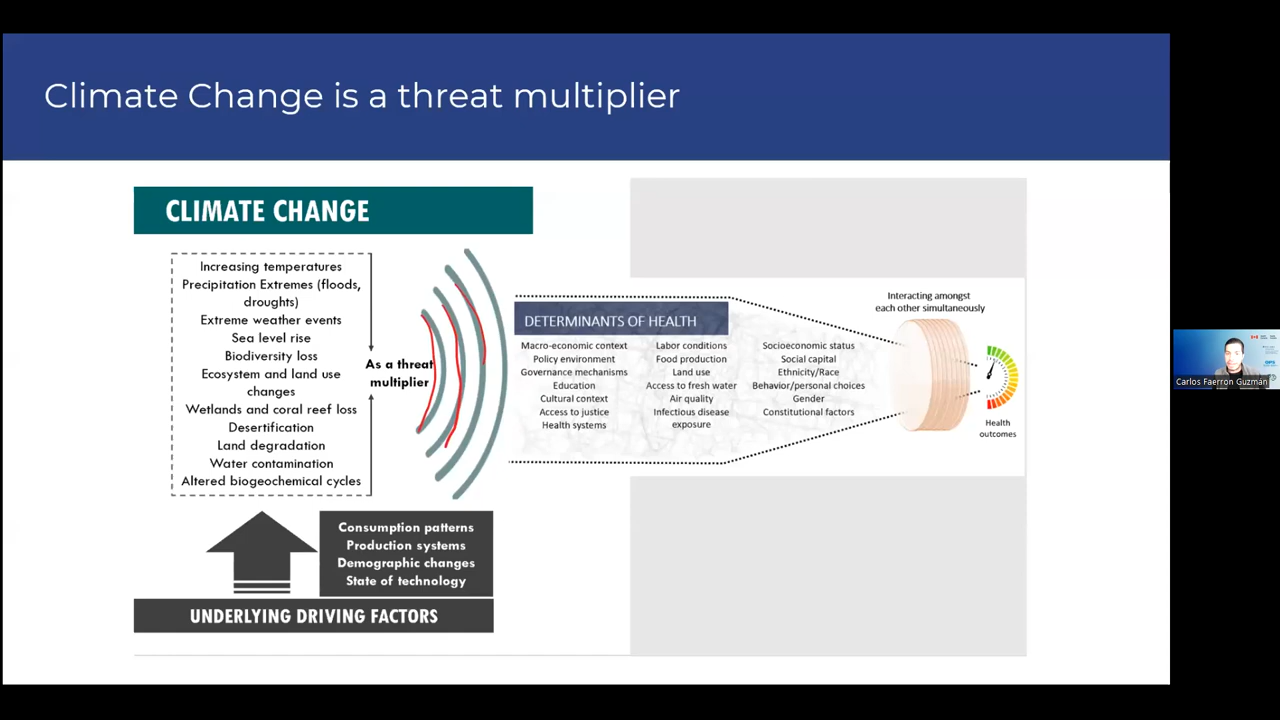 Climate Change is a threat multiplier
CLIMATE CHANGE
Increasing temperatures
Precipitation Extremes (floods,
droughts)
Extreme weather events
Sea level rise
Biodiversity loss
Ecosystem and land use
changes
Wetlands and coral reef loss
Desertification
Land degradation
Water contamination
Altered biogeochemical cycles
As a threat
multiplier
Consumption patterns
Production systems
Demographic changes
State of technology
UNDERLYING DRIVING FACTORS
DETERMINANTS OF HEALTH
Macro-economic context
Policy environment
Governance mechanisms
Education
Cultural context
Access to justice
Health systems
Labor conditions
Food production
Land use
Access to fresh water
Air quality
Infectious disease
exposure
Socioeconomic status
Social capital
Ethnicity/Race
Behavior/personal choices
Gender
Constitutional factors
Interacting amongst
each other simultaneously
Health
outcomes
Carlos Faerron Guzmán